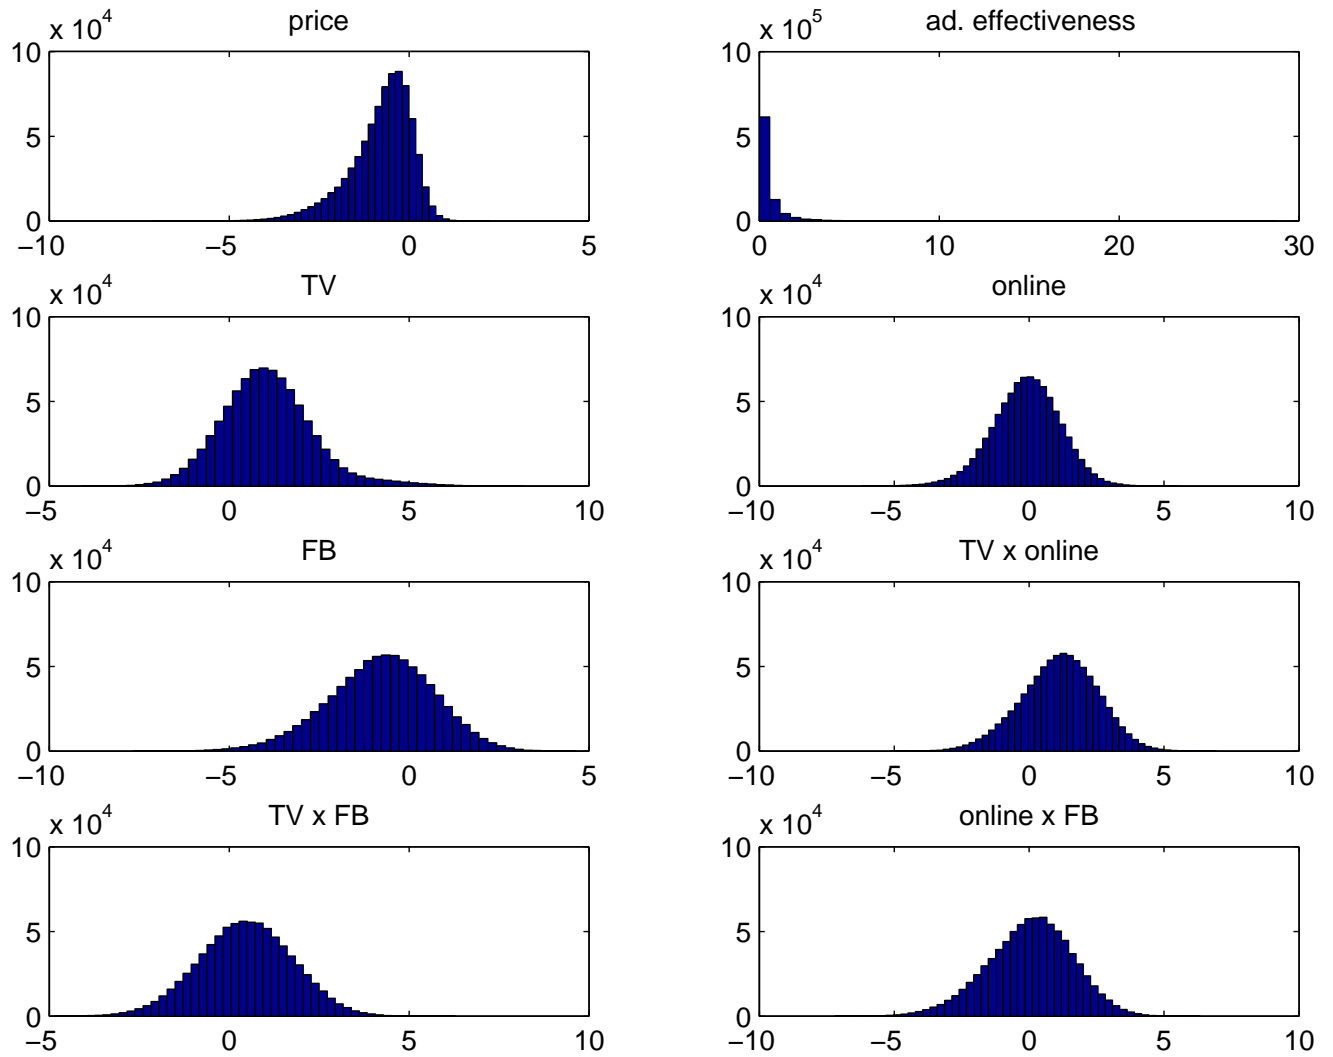 price
x 10^4
10
5
0
−10 −5 0 5
ad. effectiveness
x 10^5
10
5
0
0 10 20 30
TV
x 10^4
10
5
0
−5 0 5 10
online
x 10^4
10
5
0
−10 −5 0 5 10
FB
x 10^4
10
5
0
−10 −5 0 5
TV x online
x 10^4
10
5
0
−10 −5 0 5 10
TV x FB
x 10^4
10
5
0
−5 0 5 10
online x FB
x 10^4
10
5
0
−10 −5 0 5 10